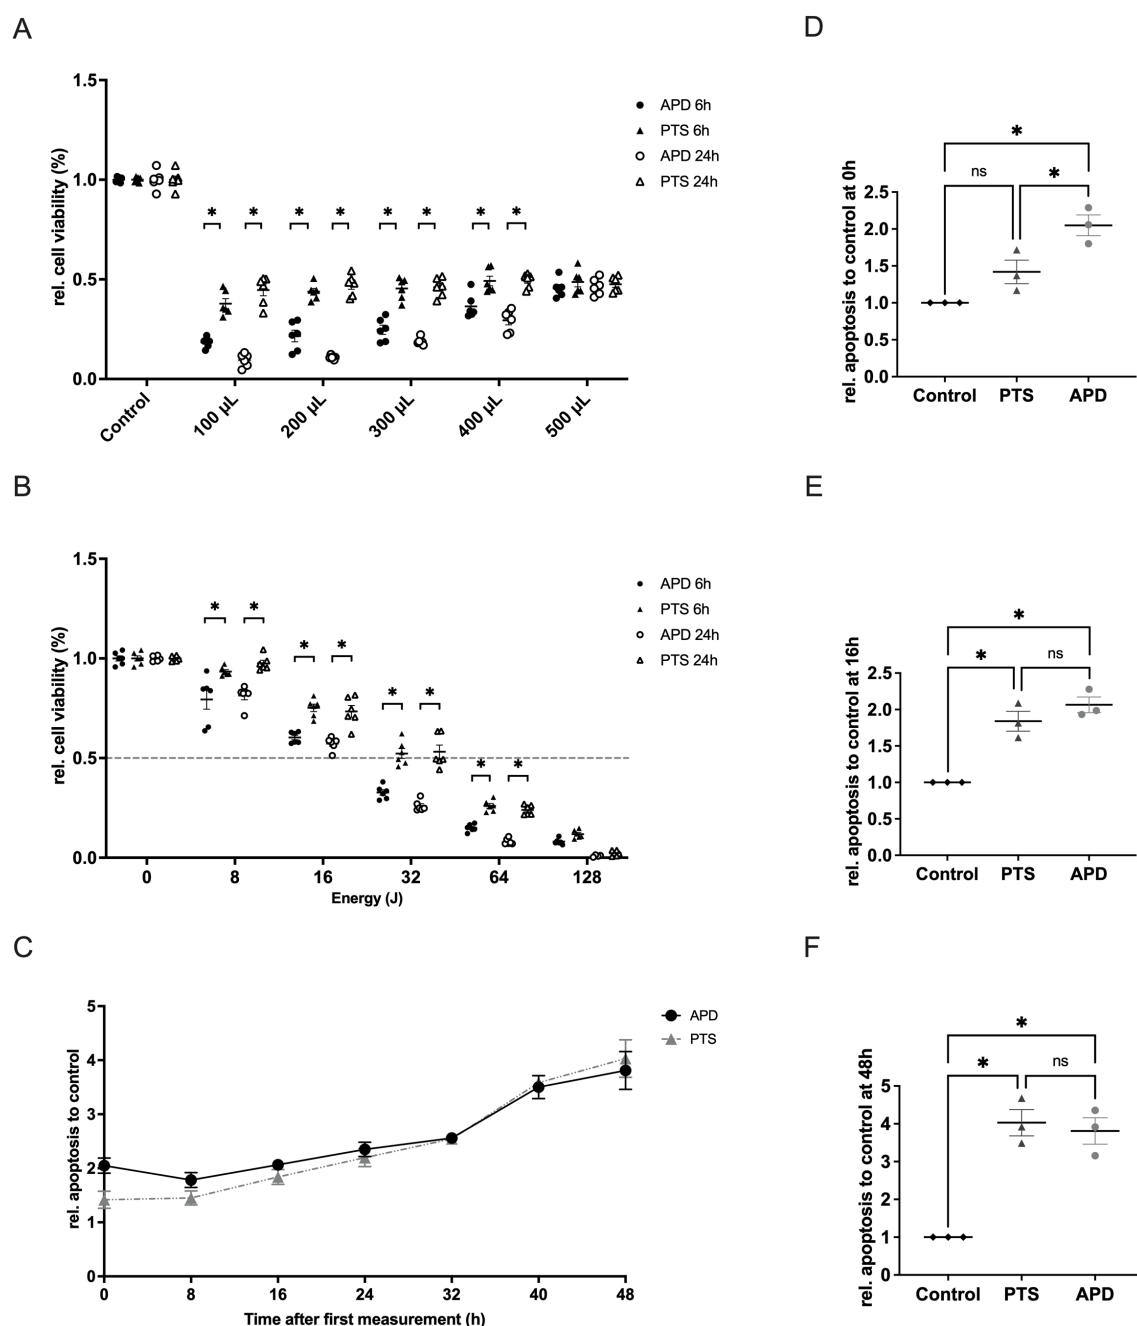 A
rel. cell viability (%)
1.5
1.0
0.5
0.0
Control
100 µL
200 µL
300 µL
400 µL
500 µL
* * * * * * * *
APD 6h
PTS 6h
APD 24h
PTS 24h
D
rel. apoptosis to control at 0h
2.5
2.0
1.5
1.0
0.5
0.0
*
ns
*
Control PTS APD
B
rel. cell viability (%)
1.5
1.0
0.5
0.0
* * * * * * * *
0 8 16 32 64 128
Energy (J)
APD 6h
PTS 6h
APD 24h
PTS 24h
E
rel. apoptosis to control at 16h
2.5
2.0
1.5
1.0
0.5
0.0
*
*
ns
Control PTS APD
C
rel. apoptosis to control
5
4
3
2
1
0
0 8 16 24 32 40 48
Time after first measurement (h)
APD
PTS
F
rel. apoptosis to control at 48h
5
4
3
2
1
0
*
*
ns
Control PTS APD